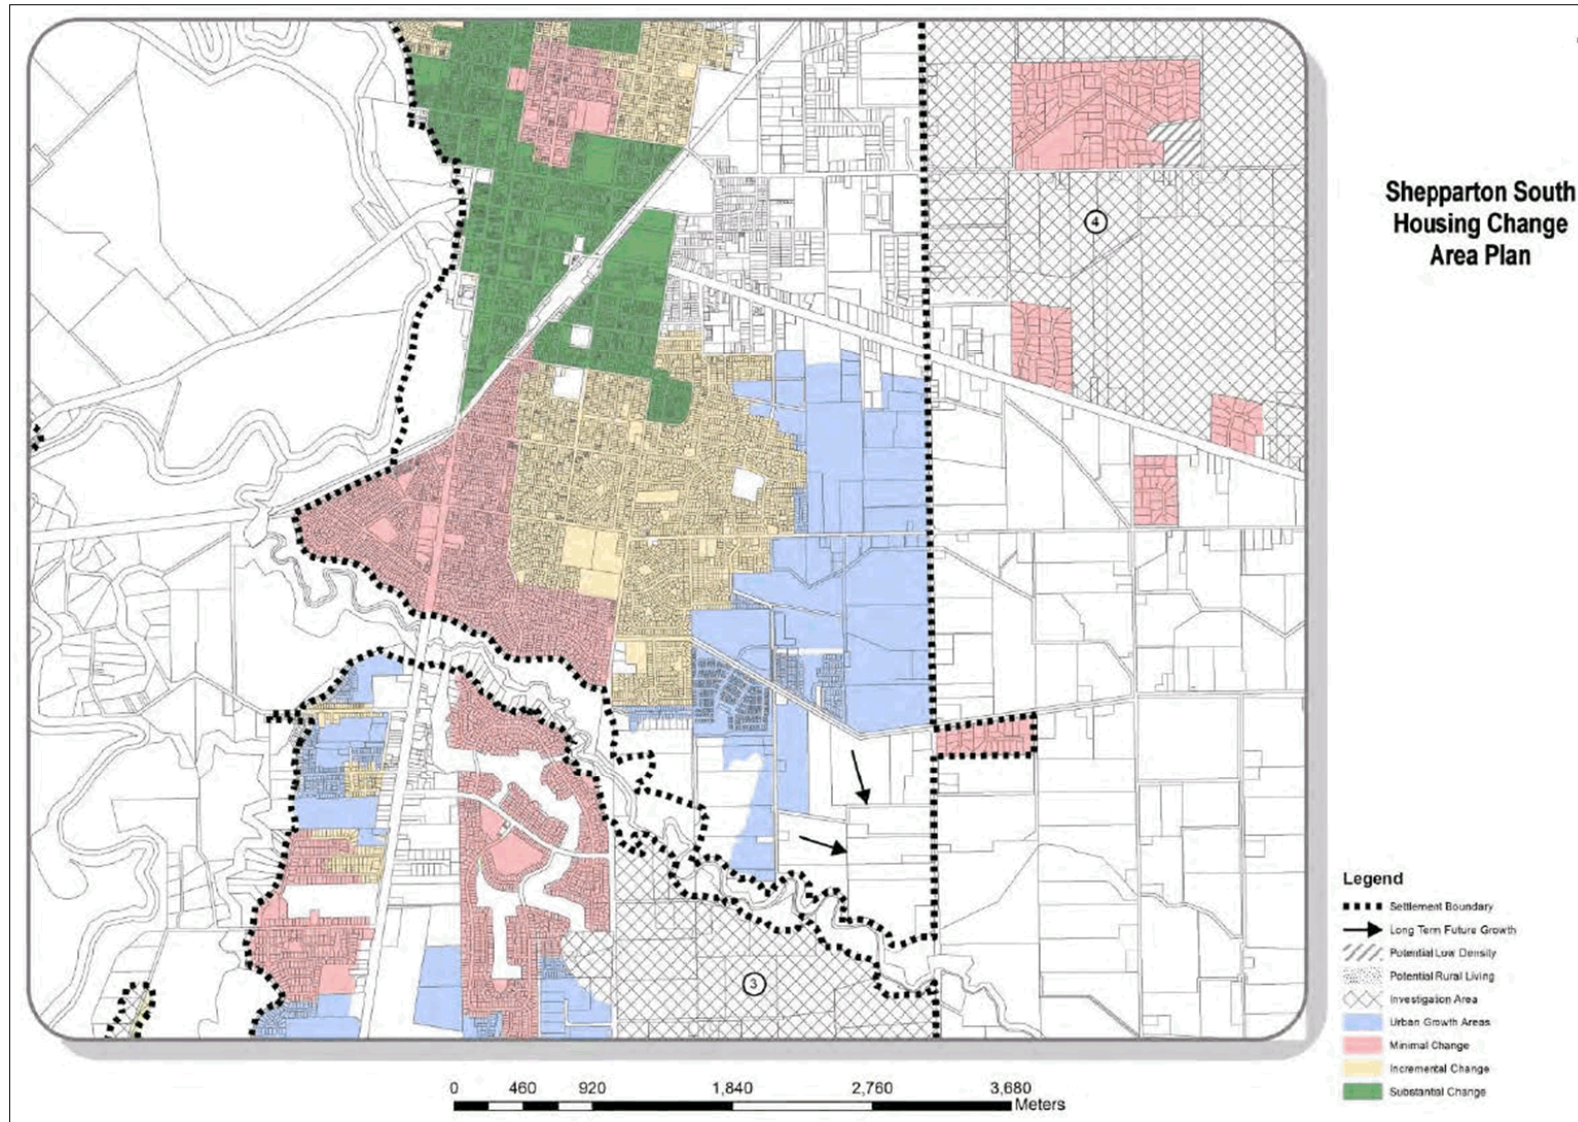 Shepparton South
Housing Change
Area Plan
4
3
Legend
Settlement Boundary
Long Term Future Growth
Potential Low Density
Potential Rural Living
Investigation Area
Urban Growth Areas
Minimal Change
Incremental Change
Substantal Change
0 460 920 1,840 2,760 3,680
Meters